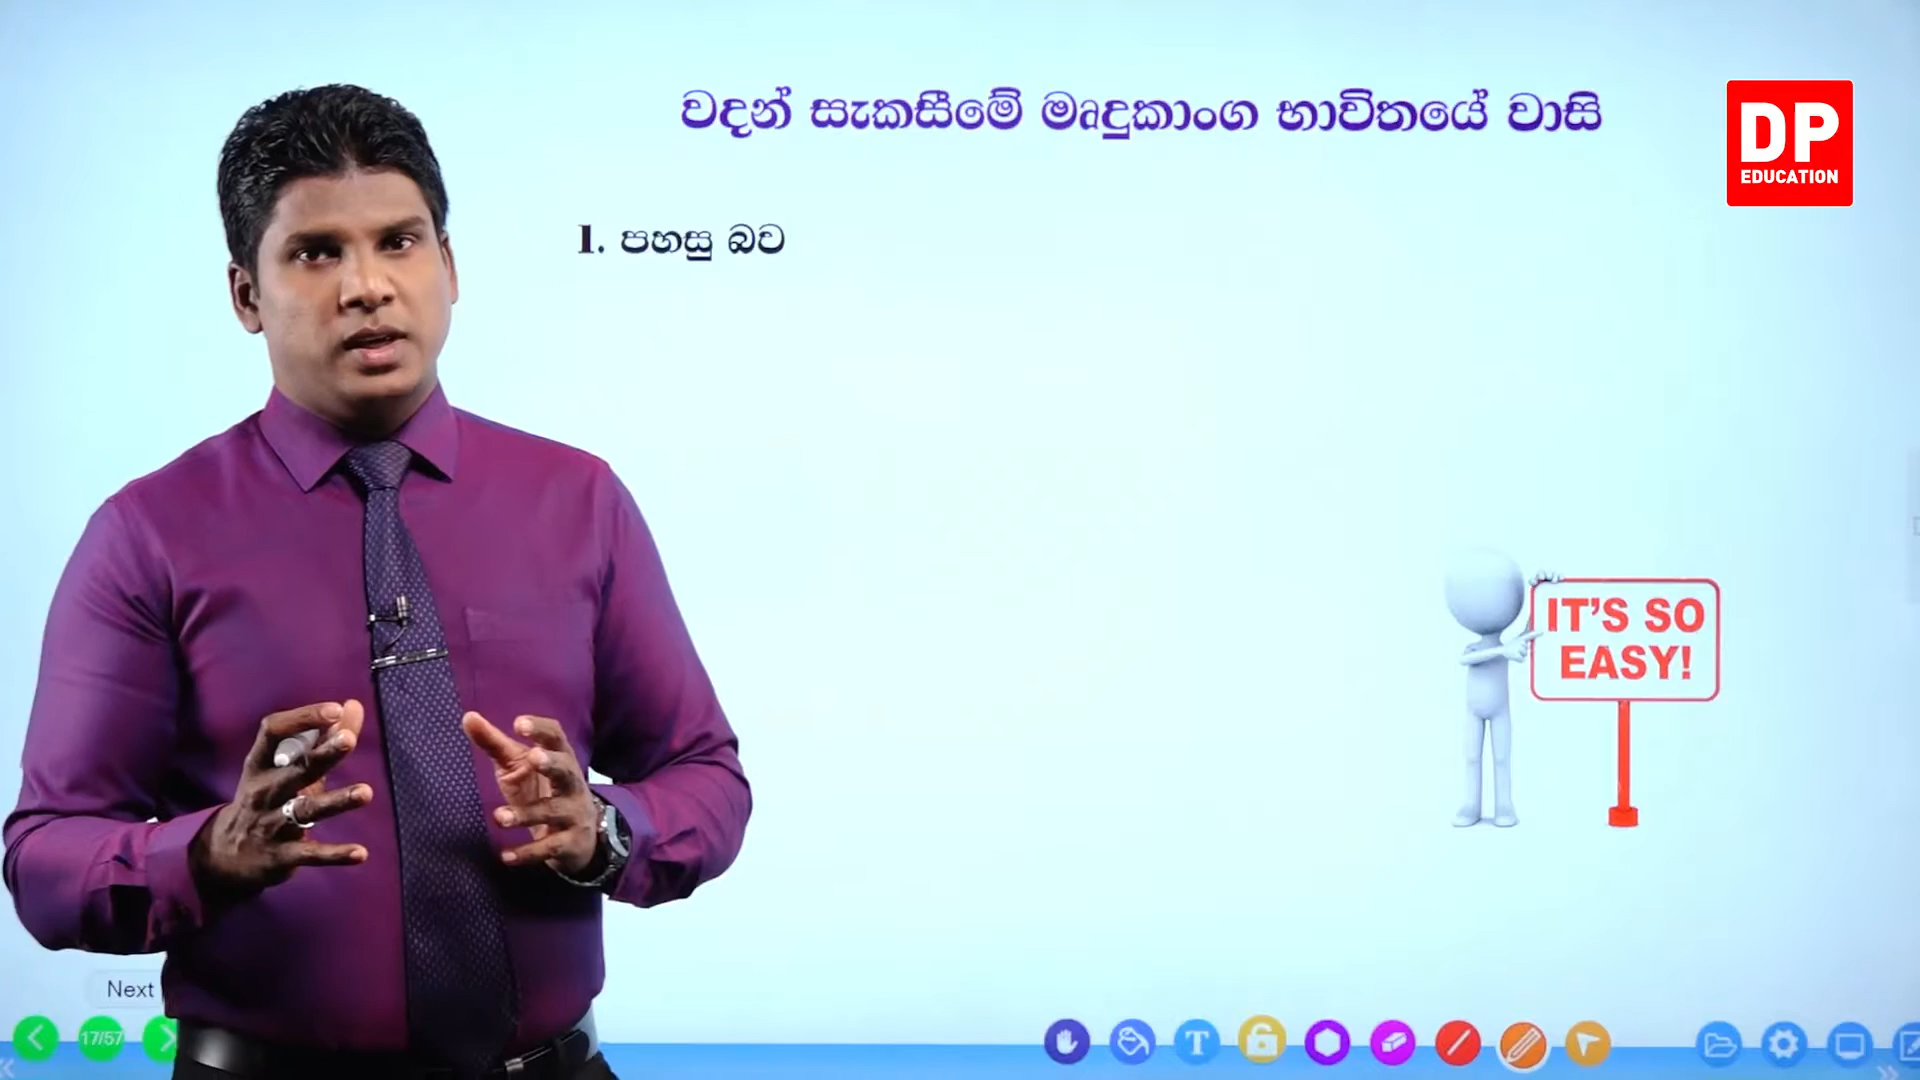 වදන් සැකසීමේ මෘදුකාංග භාවිතයේ වාසි
DP
EDUCATION
1. පහසු බව
IT'S SO
EASY!
Next
17/57
T